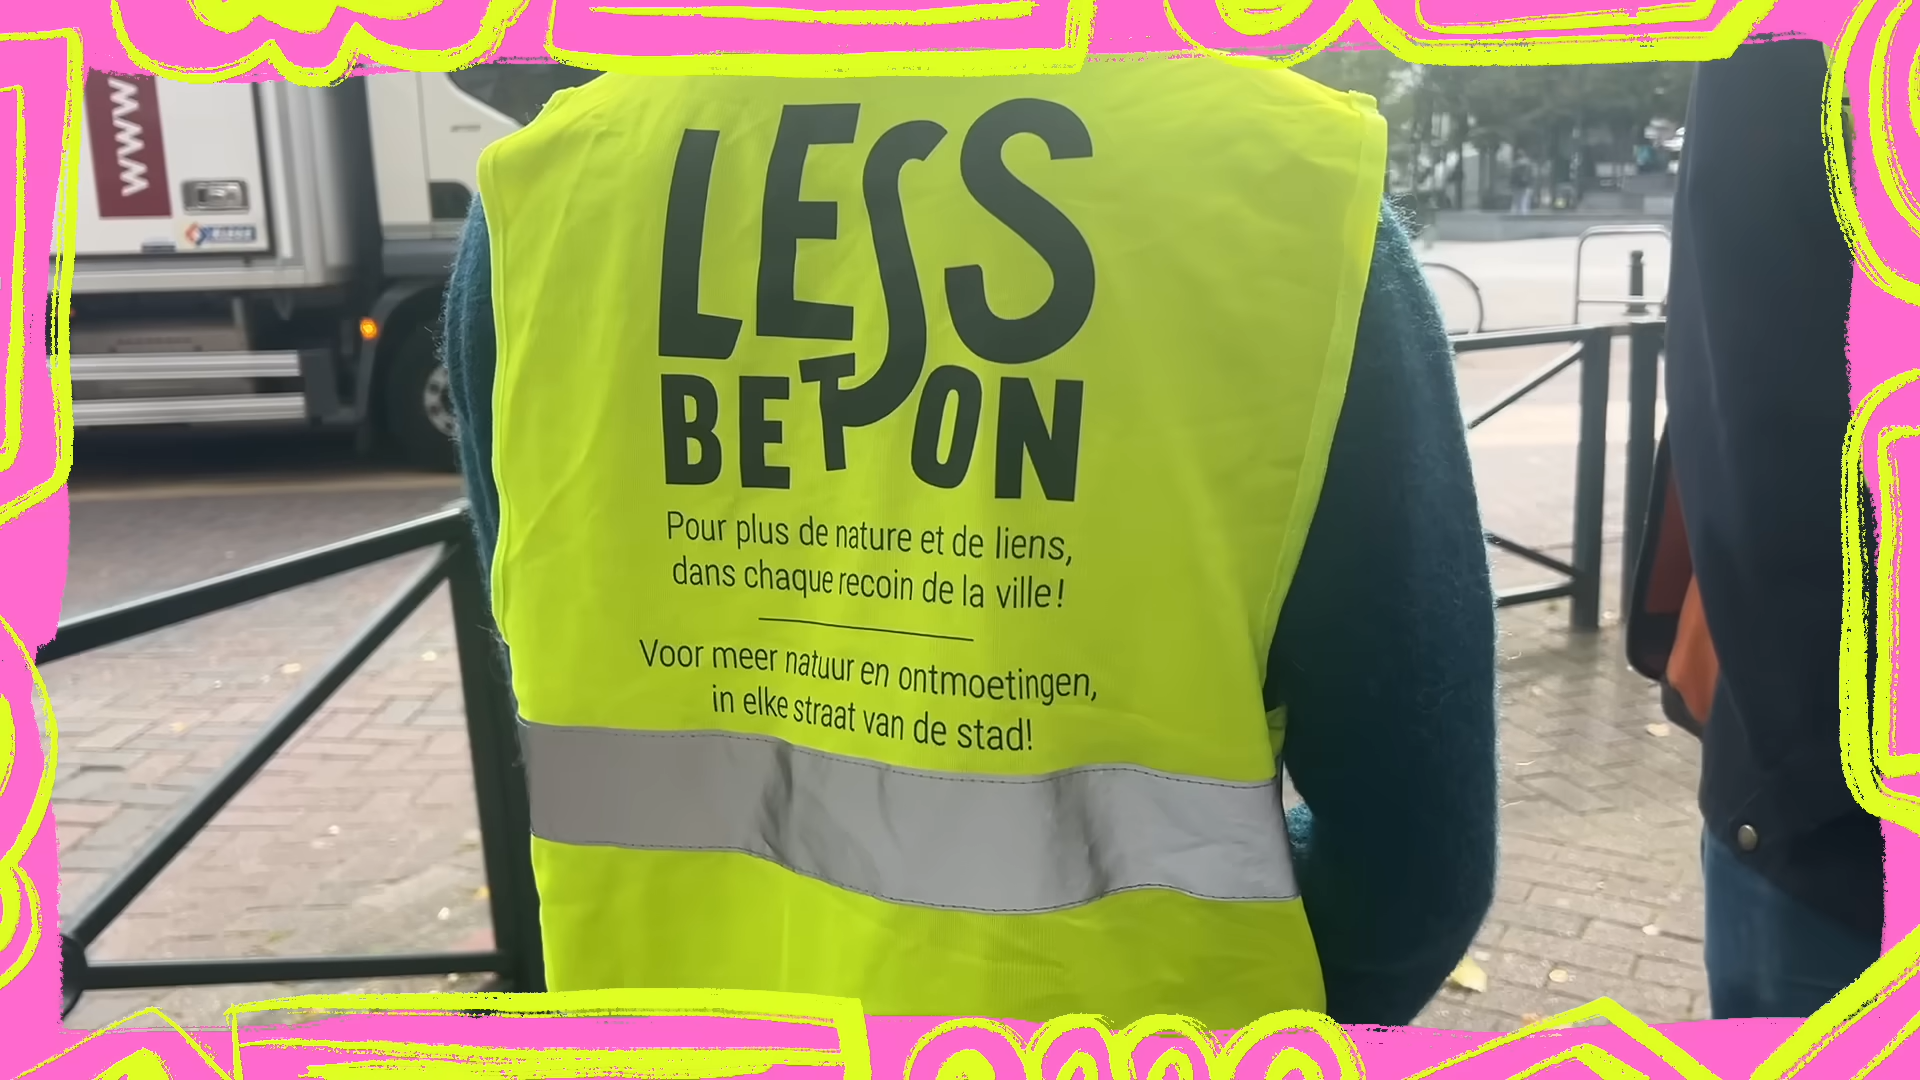 WWW
LESS
BETON
Pour plus de nature et de liens,
dans chaque recoin de la ville !
Voor meer natuur en ontmoetingen,
in elke straat van de stad!